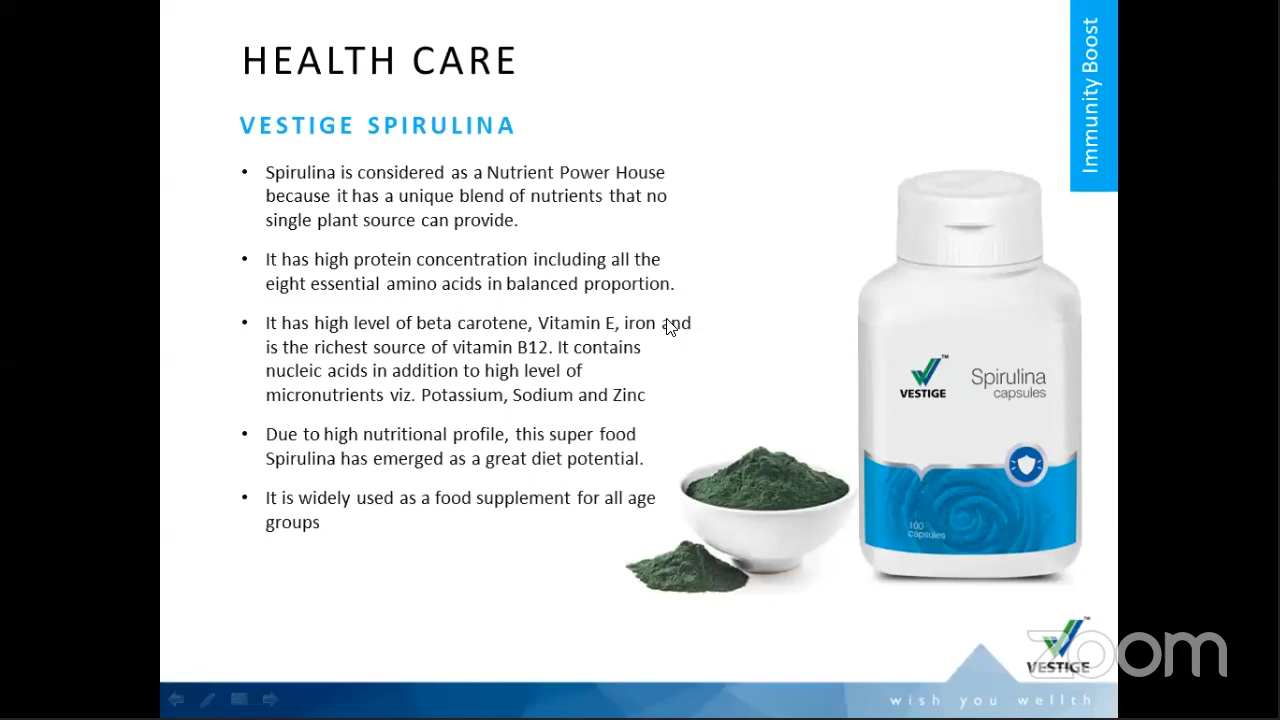 HEALTH CARE
Immunity Boost
VESTIGE SPIRULINA
• Spirulina is considered as a Nutrient Power House
because it has a unique blend of nutrients that no
single plant source can provide.
• It has high protein concentration including all the
eight essential amino acids in balanced proportion.
• It has high level of beta carotene, Vitamin E, iron and
is the richest source of vitamin B12. It contains
nucleic acids in addition to high level of
micronutrients viz. Potassium, Sodium and Zinc
• Due to high nutritional profile, this super food
Spirulina has emerged as a great diet potential.
• It is widely used as a food supplement for all age
groups
VESTIGE
TM
Spirulina
capsules
100
capsules
TM
VESTIGE
zoom
wish you wellth